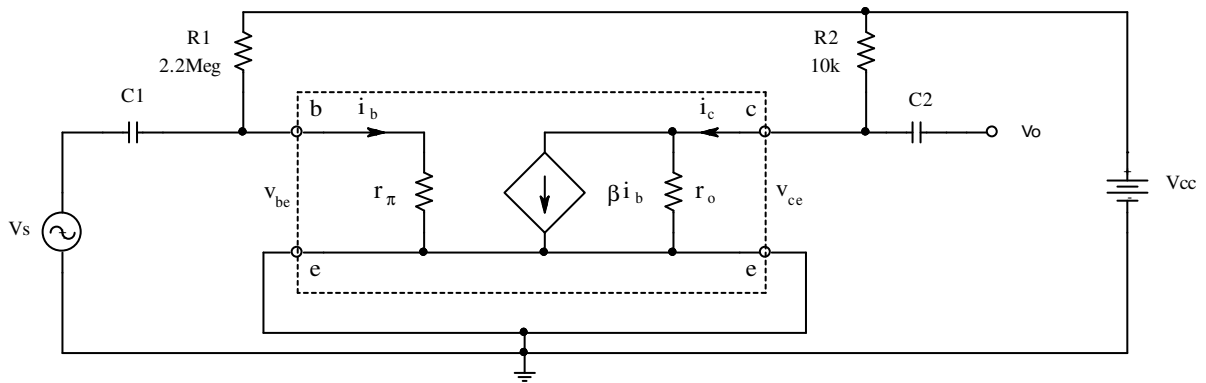 R1
2.2Meg
R2
10k
C1
b
i b
i c
c
C2
Vo
Vs
v be
r π
β i b
r o
v ce
Vcc
e
e